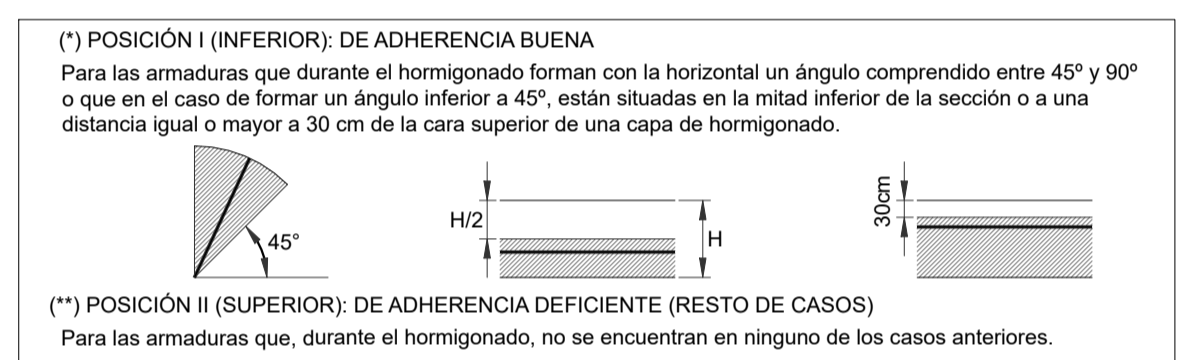 (*) POSICIÓN I (INFERIOR): DE ADHERENCIA BUENA
Para las armaduras que durante el hormigonado forman con la horizontal un ángulo comprendido entre 45º y 90º
o que en el caso de formar un ángulo inferior a 45º, están situadas en la mitad inferior de la sección o a una
distancia igual o mayor a 30 cm de la cara superior de una capa de hormigonado.
45°
H/2
H
30cm
(**) POSICIÓN II (SUPERIOR): DE ADHERENCIA DEFICIENTE (RESTO DE CASOS)
Para las armaduras que, durante el hormigonado, no se encuentran en ninguno de los casos anteriores.